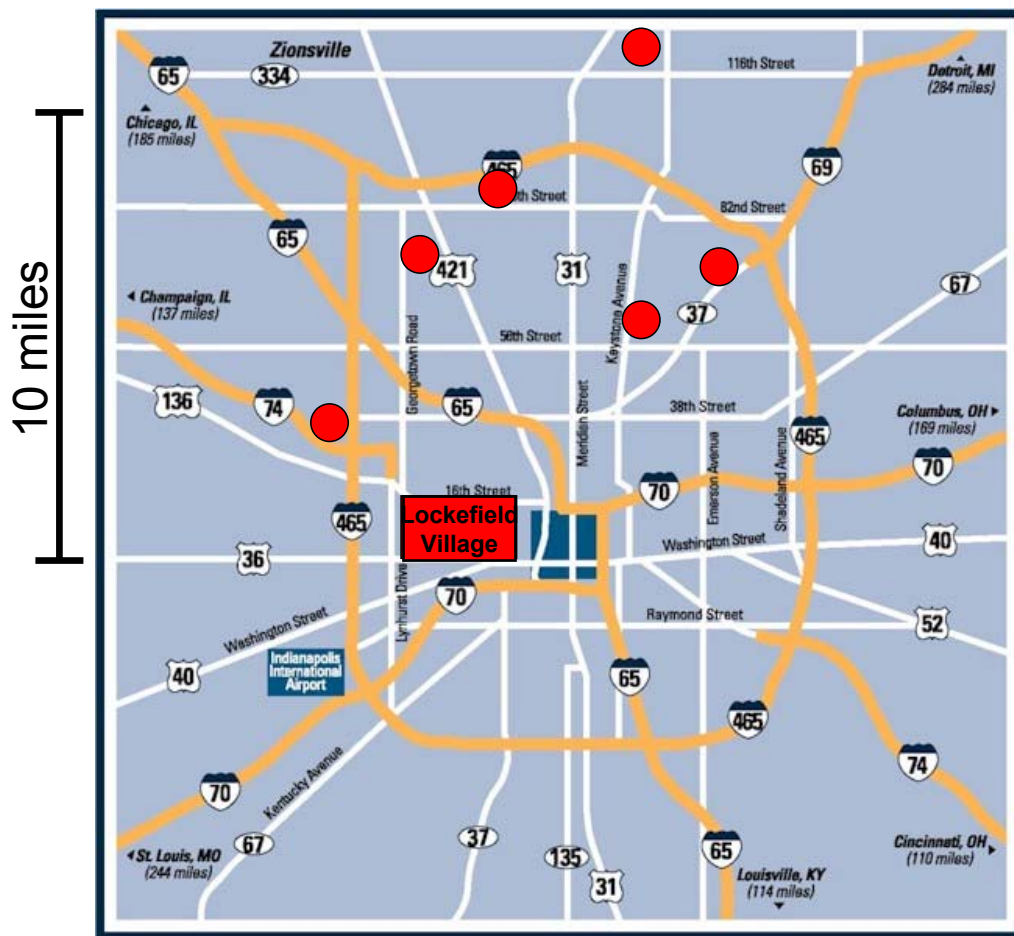 Zionsville
65
334
116th Street
Detroit, MI
(284 miles)
Chicago, IL
(185 miles)
465
69
th Street
82nd Street
65
421
31
Keystone Avenue
67
Champaign, IL
(137 miles)
37
10 miles
56th Street
Georgetown Road
136
74
65
Meridian Street
38th Street
Columbus, OH
(169 miles)
465
70
16th Street
70
Emerson Avenue
Shadeland Avenue
Lockefield
Village
465
36
Washington Street
40
70
Lynhurst Drive
Raymond Street
52
Washington Street
Indianapolis
International
Airport
40
65
465
70
Kentucky Avenue
74
67
37
135
31
65
St. Louis, MO
(244 miles)
Louisville, KY
(114 miles)
Cincinnati, OH
(110 miles)